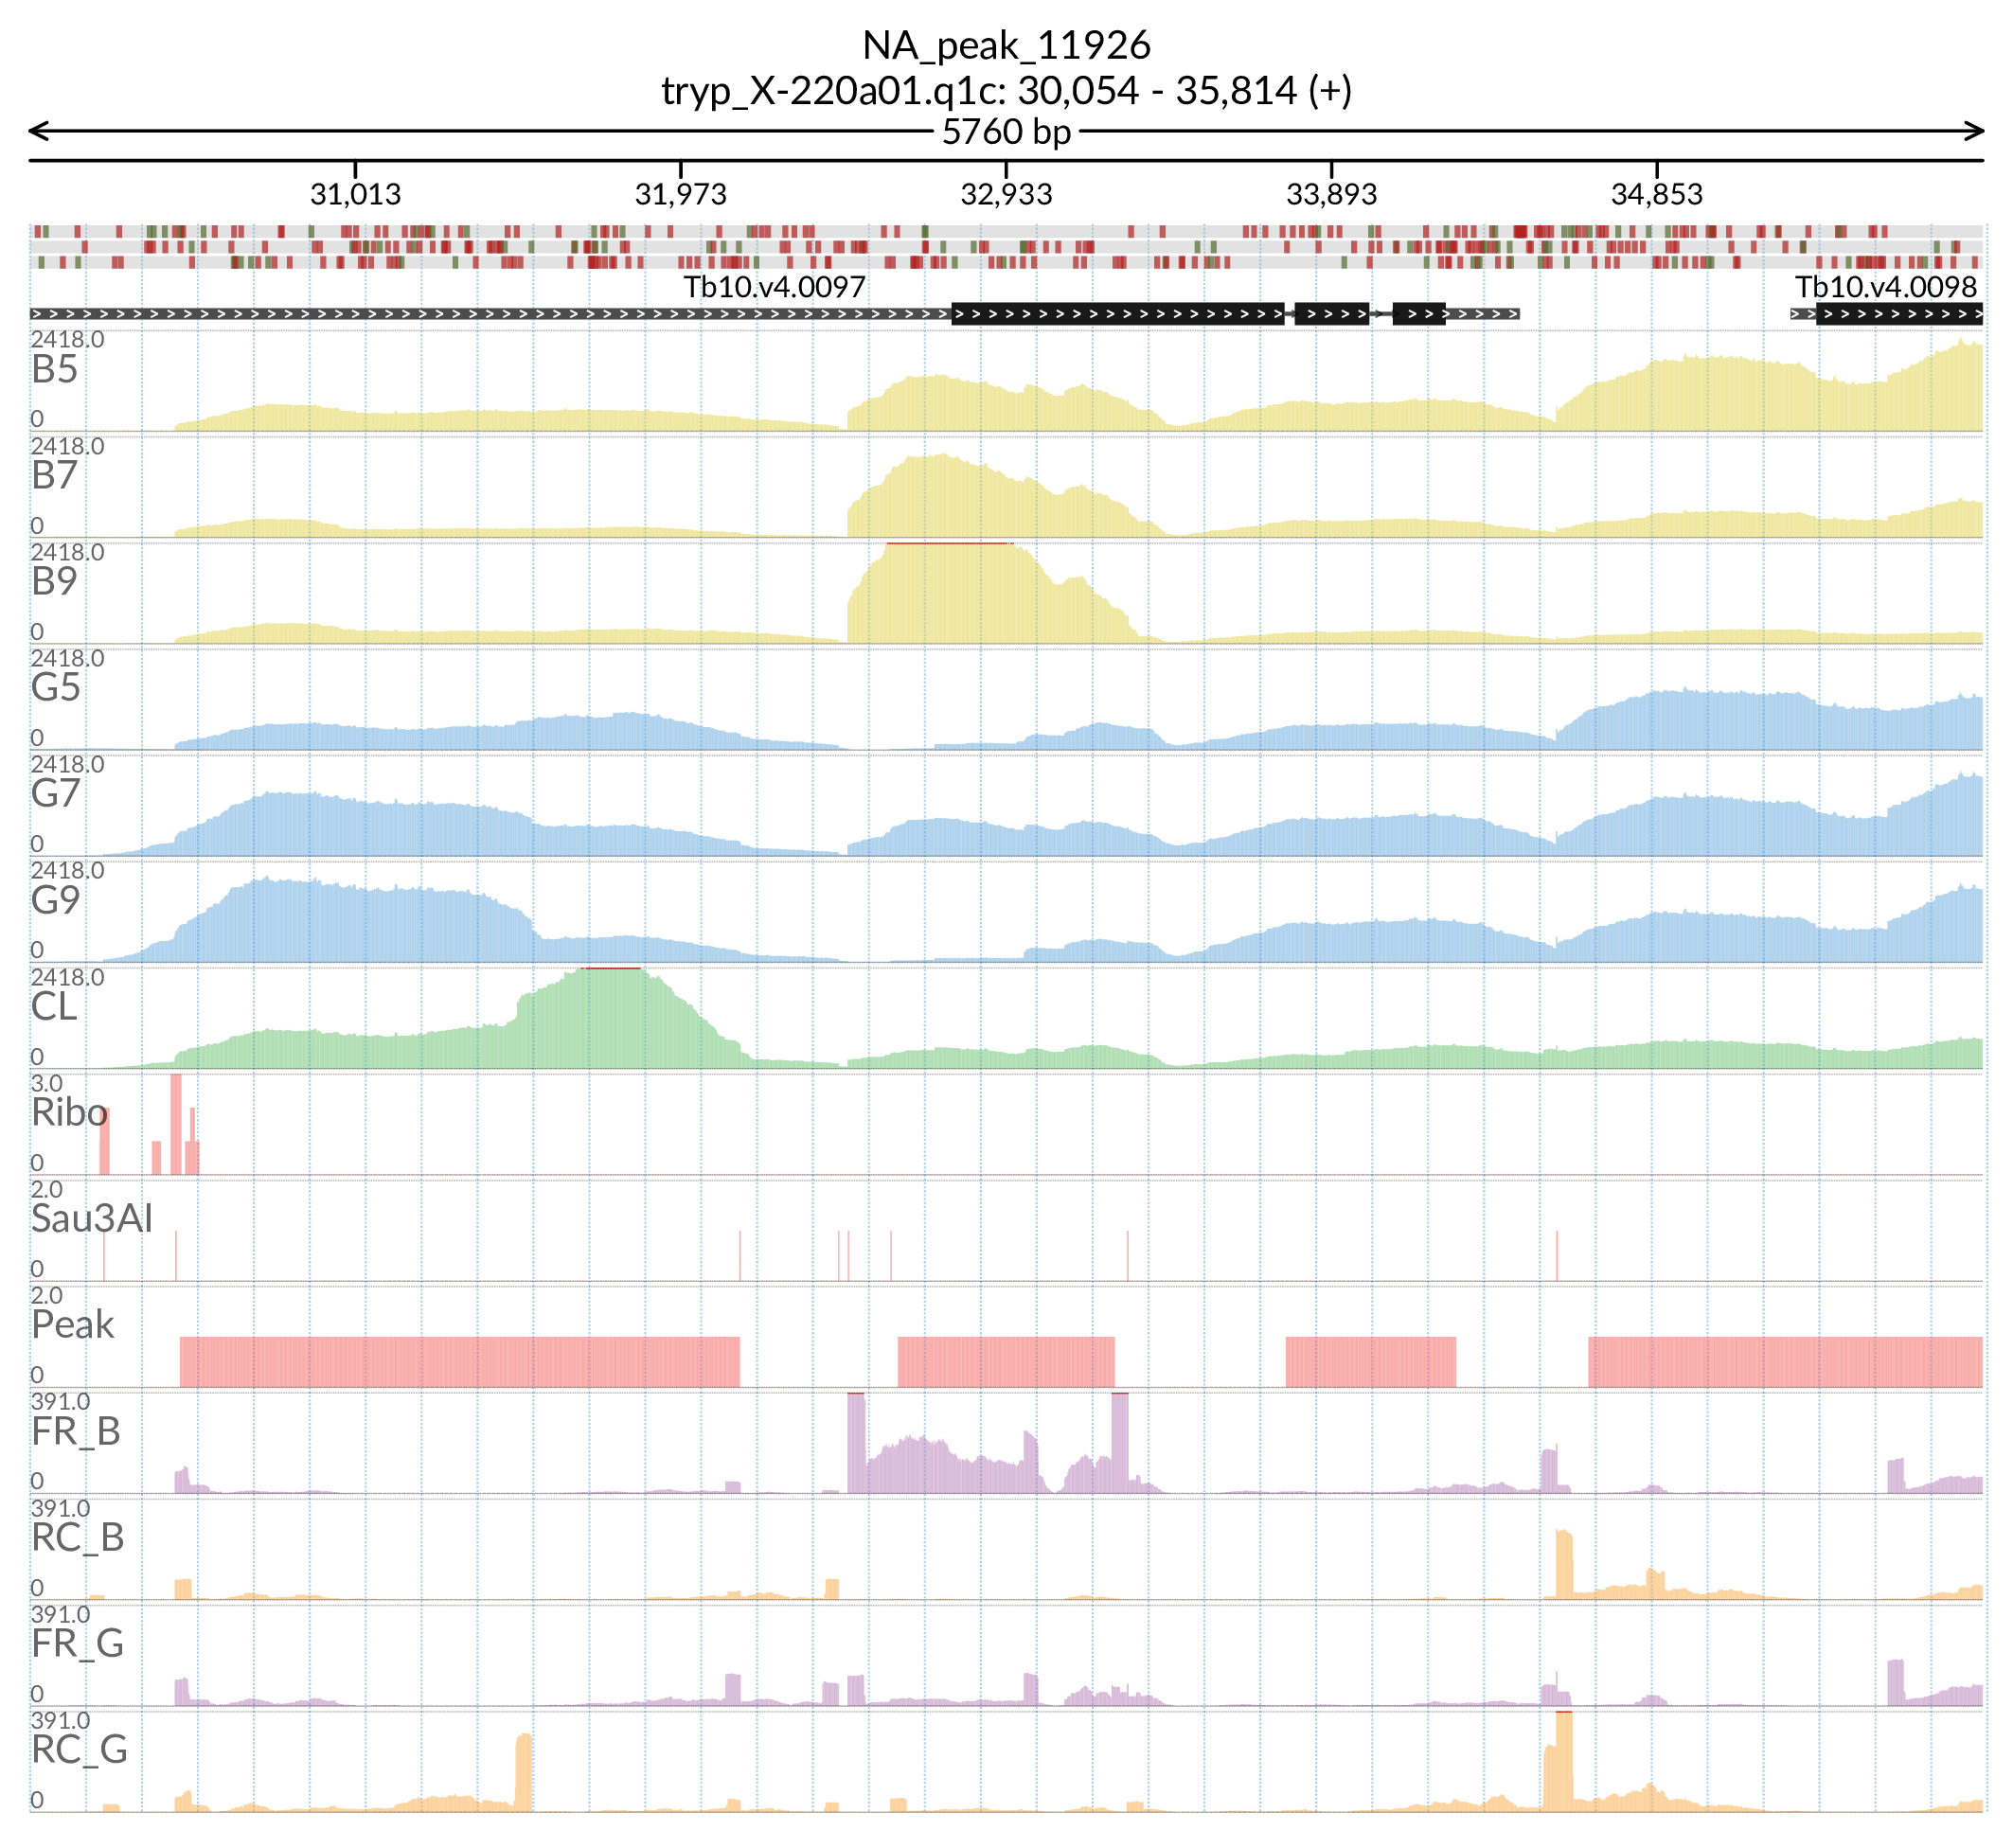 NA_peak_11926
tryp_X-220a01.q1c: 30,054 - 35,814 (+)
5760 bp
31,013 31,973 32,933 33,893 34,853
Tb10.v4.0097 Tb10.v4.0098
2418.0
B5
0
2418.0
B7
0
2418.0
B9
0
2418.0
G5
0
2418.0
G7
0
2418.0
G9
0
2418.0
CL
0
3.0
Ribo
0
2.0
Sau3AI
0
2.0
Peak
0
391.0
FR_B
0
391.0
RC_B
0
391.0
FR_G
0
391.0
RC_G
0